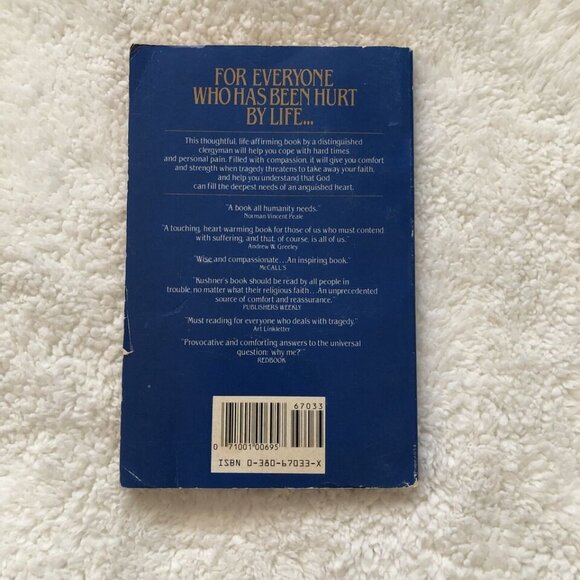 FOR EVERYONE
WHO HAS BEEN HURT
BY LIFE...
This thoughtful, life affirming book by a distinguished
clergyman will help you cope with hard times
and personal pain. Filled with compassion, it will give you comfort
and strength when tragedy threatens to take away your faith,
and help you understand that God
can fill the deepest needs of an anguished heart.
"A book all humanity needs."
Norman Vincent Peale
"A touching, heart-warming book for those of us who must contend
with suffering, and that, of course, is all of us."
Andrew W. Greeley
"Wise and compassionate...An inspiring book."
McCALL'S
"Kushner's book should be read by all people in
trouble, no matter what their religious faith...An unprecedented
source of comfort and reassurance."
PUBLISHERS WEEKLY
"Must reading for everyone who deals with tragedy."
Art Linkletter
"Provocative and comforting answers to the universal
question: 'why me?'"
REDBOOK
67033
0 71001 00695
ISBN 0-380-67033-X